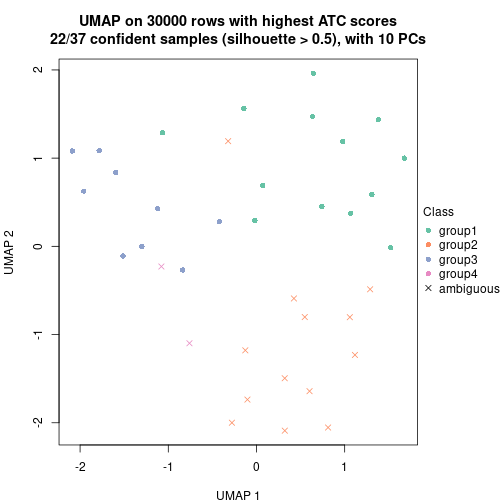 UMAP on 30000 rows with highest ATC scores
22/37 confident samples (silhouette > 0.5), with 10 PCs
2
1
0
-1
-2
UMAP 2
-2
-1
0
1
UMAP 1
Class
group1
group2
group3
group4
ambiguous